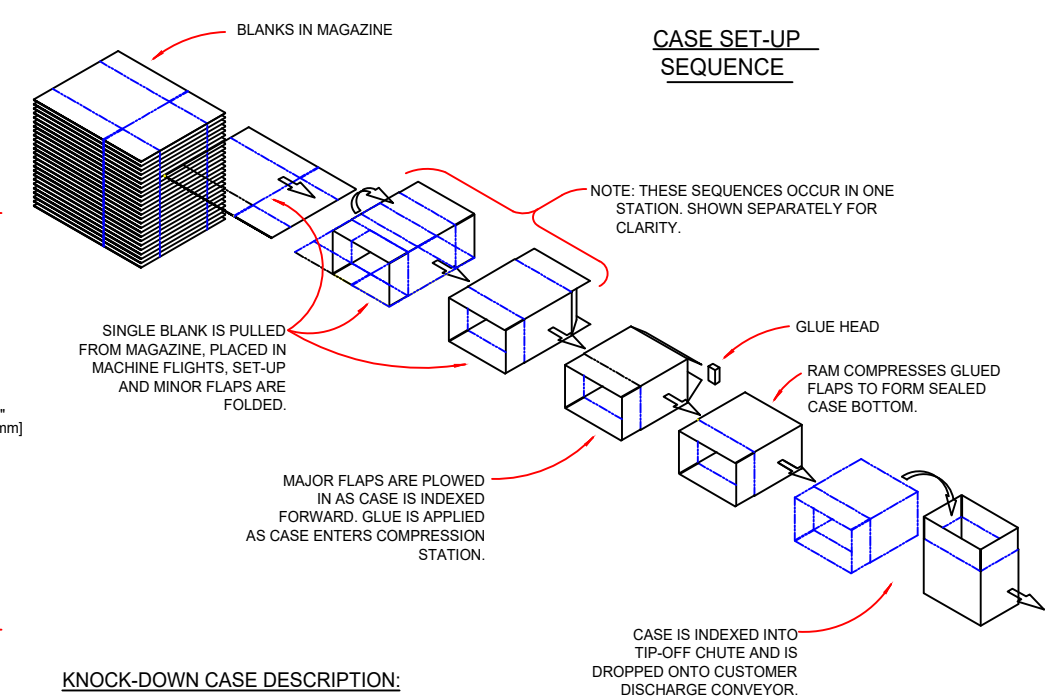 BLANKS IN MAGAZINE
CASE SET-UP
SEQUENCE
NOTE: THESE SEQUENCES OCCUR IN ONE
STATION. SHOWN SEPARATELY FOR
CLARITY.
SINGLE BLANK IS PULLED
FROM MAGAZINE, PLACED IN
MACHINE FLIGHTS, SET-UP
AND MINOR FLAPS ARE
FOLDED.
GLUE HEAD
RAM COMPRESSES GLUED
FLAPS TO FORM SEALED
CASE BOTTOM.
"
mm]
MAJOR FLAPS ARE PLOWED
IN AS CASE IS INDEXED
FORWARD. GLUE IS APPLIED
AS CASE ENTERS COMPRESSION
STATION.
CASE IS INDEXED INTO
TIP-OFF CHUTE AND IS
DROPPED ONTO CUSTOMER
DISCHARGE CONVEYOR.
KNOCK-DOWN CASE DESCRIPTION: